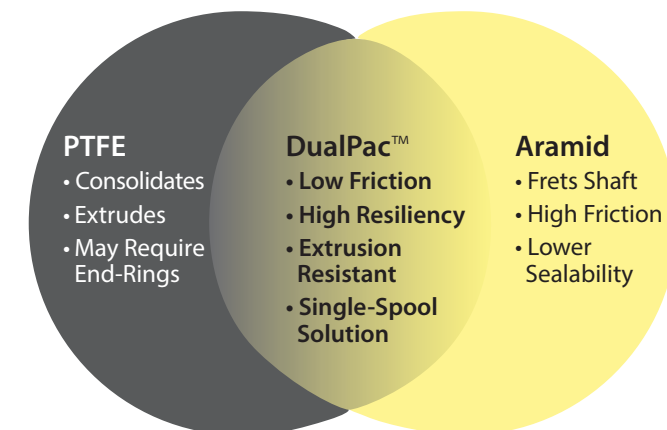 PTFE
• Consolidates
• Extrudes
• May Require
End-Rings
DualPac™
• Low Friction
• High Resiliency
• Extrusion
Resistant
• Single-Spool
Solution
Aramid
• Frets Shaft
• High Friction
• Lower
Sealability